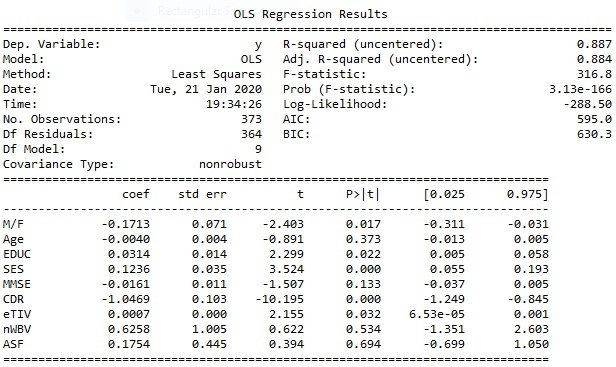 OLS Regression Results
==============================================================================
Dep. Variable: y R-squared (uncentered): 0.887
Model: OLS Adj. R-squared (uncentered): 0.884
Method: Least Squares F-statistic: 316.8
Date: Tue, 21 Jan 2020 Prob (F-statistic): 3.13e-166
Time: 19:34:26 Log-Likelihood: -288.50
No. Observations: 373 AIC: 595.0
Df Residuals: 364 BIC: 630.3
Df Model: 9
Covariance Type: nonrobust
==============================================================================
coef std err t P>|t| [0.025 0.975]
------------------------------------------------------------------------------
M/F -0.1713 0.071 -2.403 0.017 -0.311 -0.031
Age -0.0040 0.004 -0.891 0.373 -0.013 0.005
EDUC 0.0314 0.014 2.299 0.022 0.005 0.058
SES 0.1236 0.035 3.524 0.000 0.055 0.193
MMSE -0.0161 0.011 -1.507 0.133 -0.037 0.005
CDR -1.0469 0.103 -10.195 0.000 -1.249 -0.845
eTIV 0.0007 0.000 2.155 0.032 6.53e-05 0.001
nWBV 0.6258 1.005 0.622 0.534 -1.351 2.603
ASF 0.1754 0.445 0.394 0.694 -0.699 1.050
==============================================================================